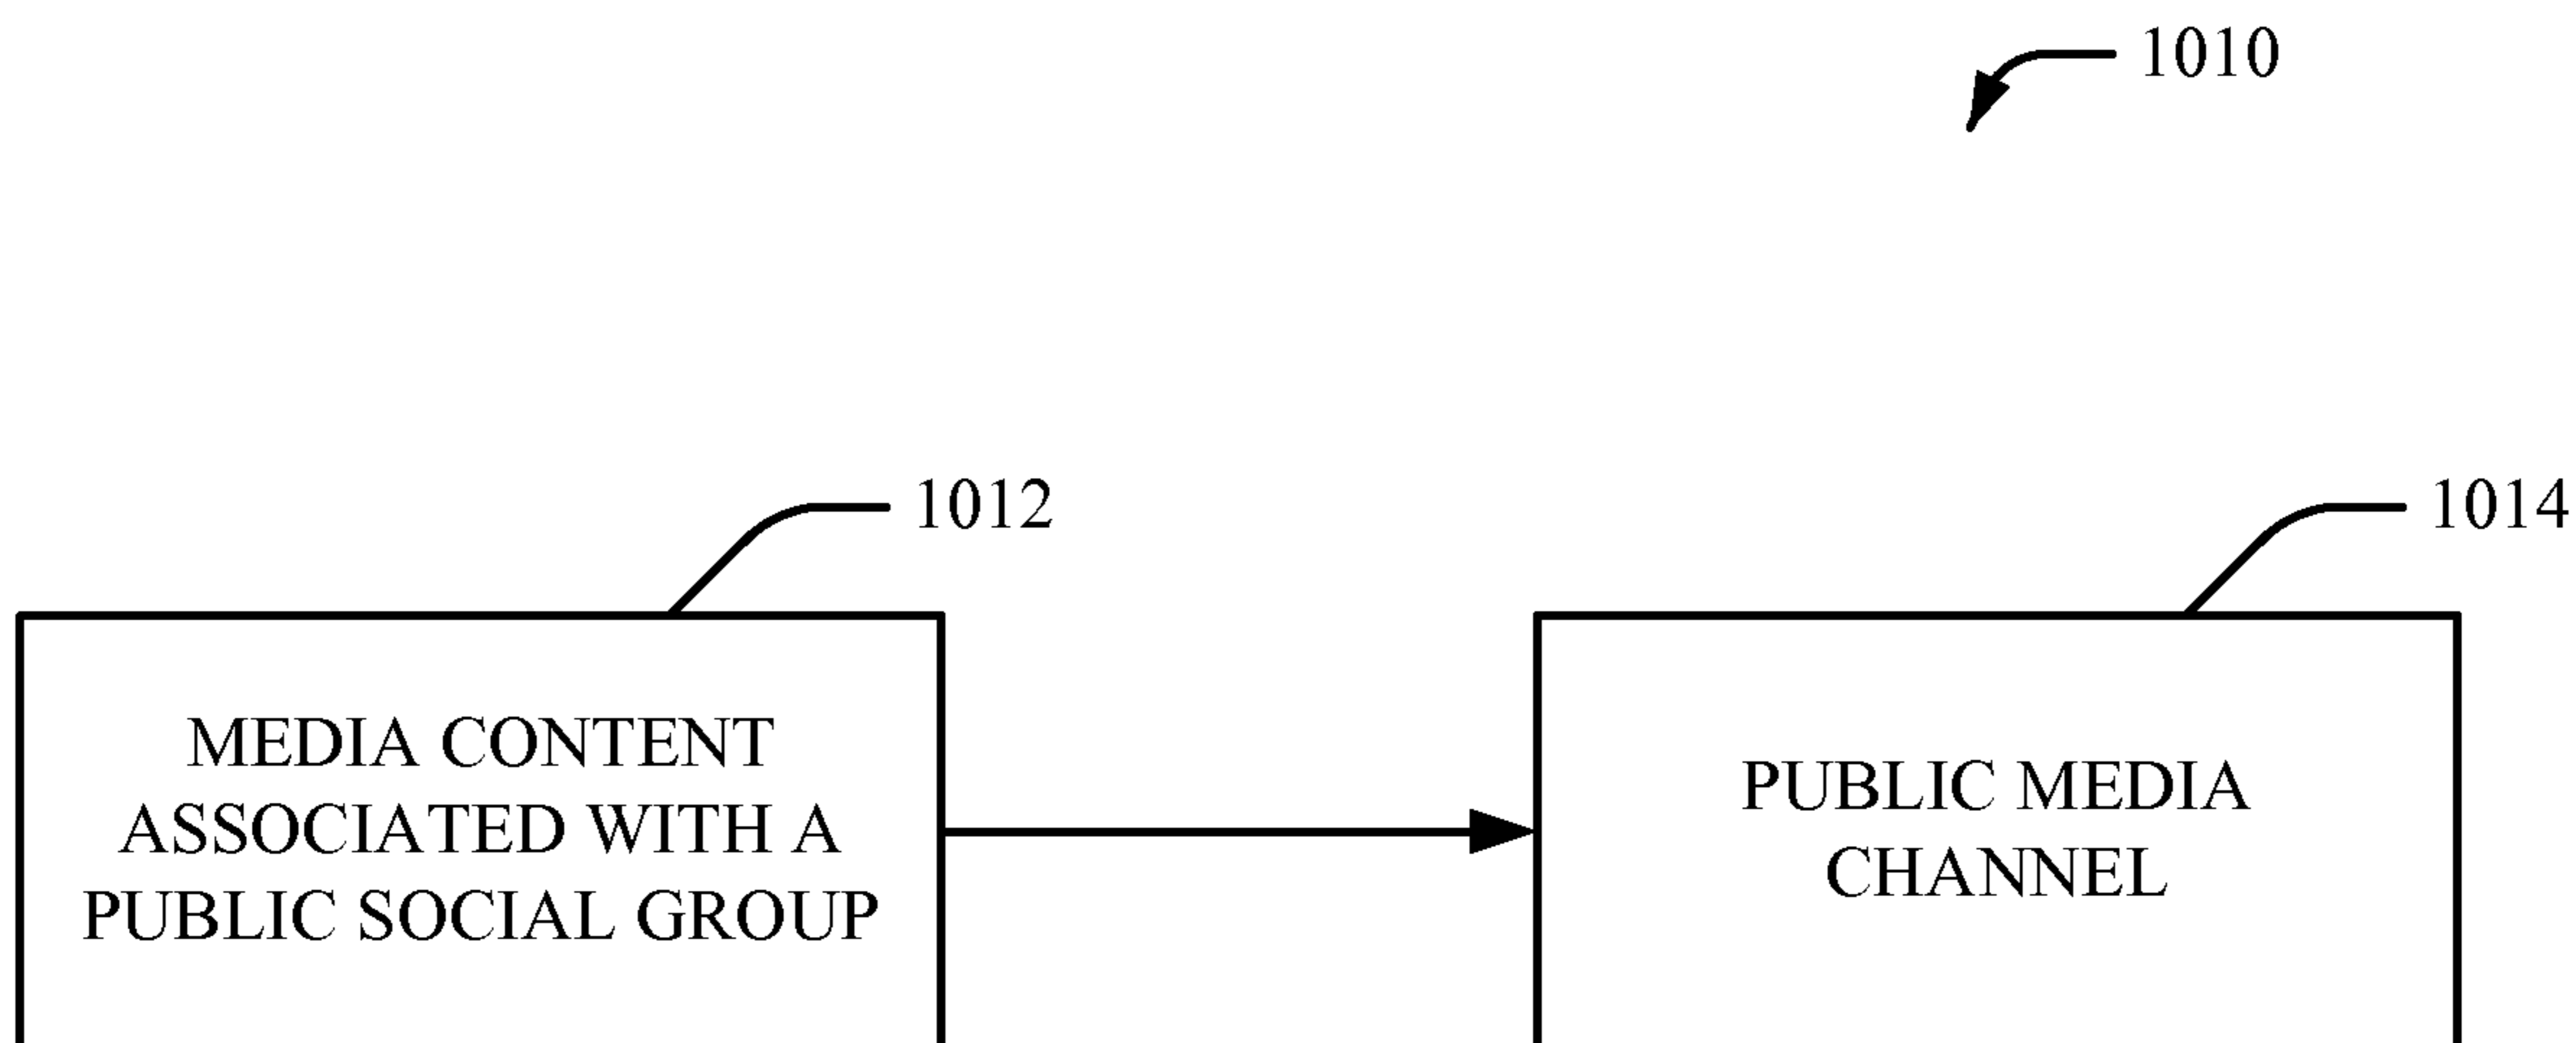 1010
1012
1014
MEDIA CONTENT
ASSOCIATED WITH A
PUBLIC SOCIAL GROUP
PUBLIC MEDIA
CHANNEL